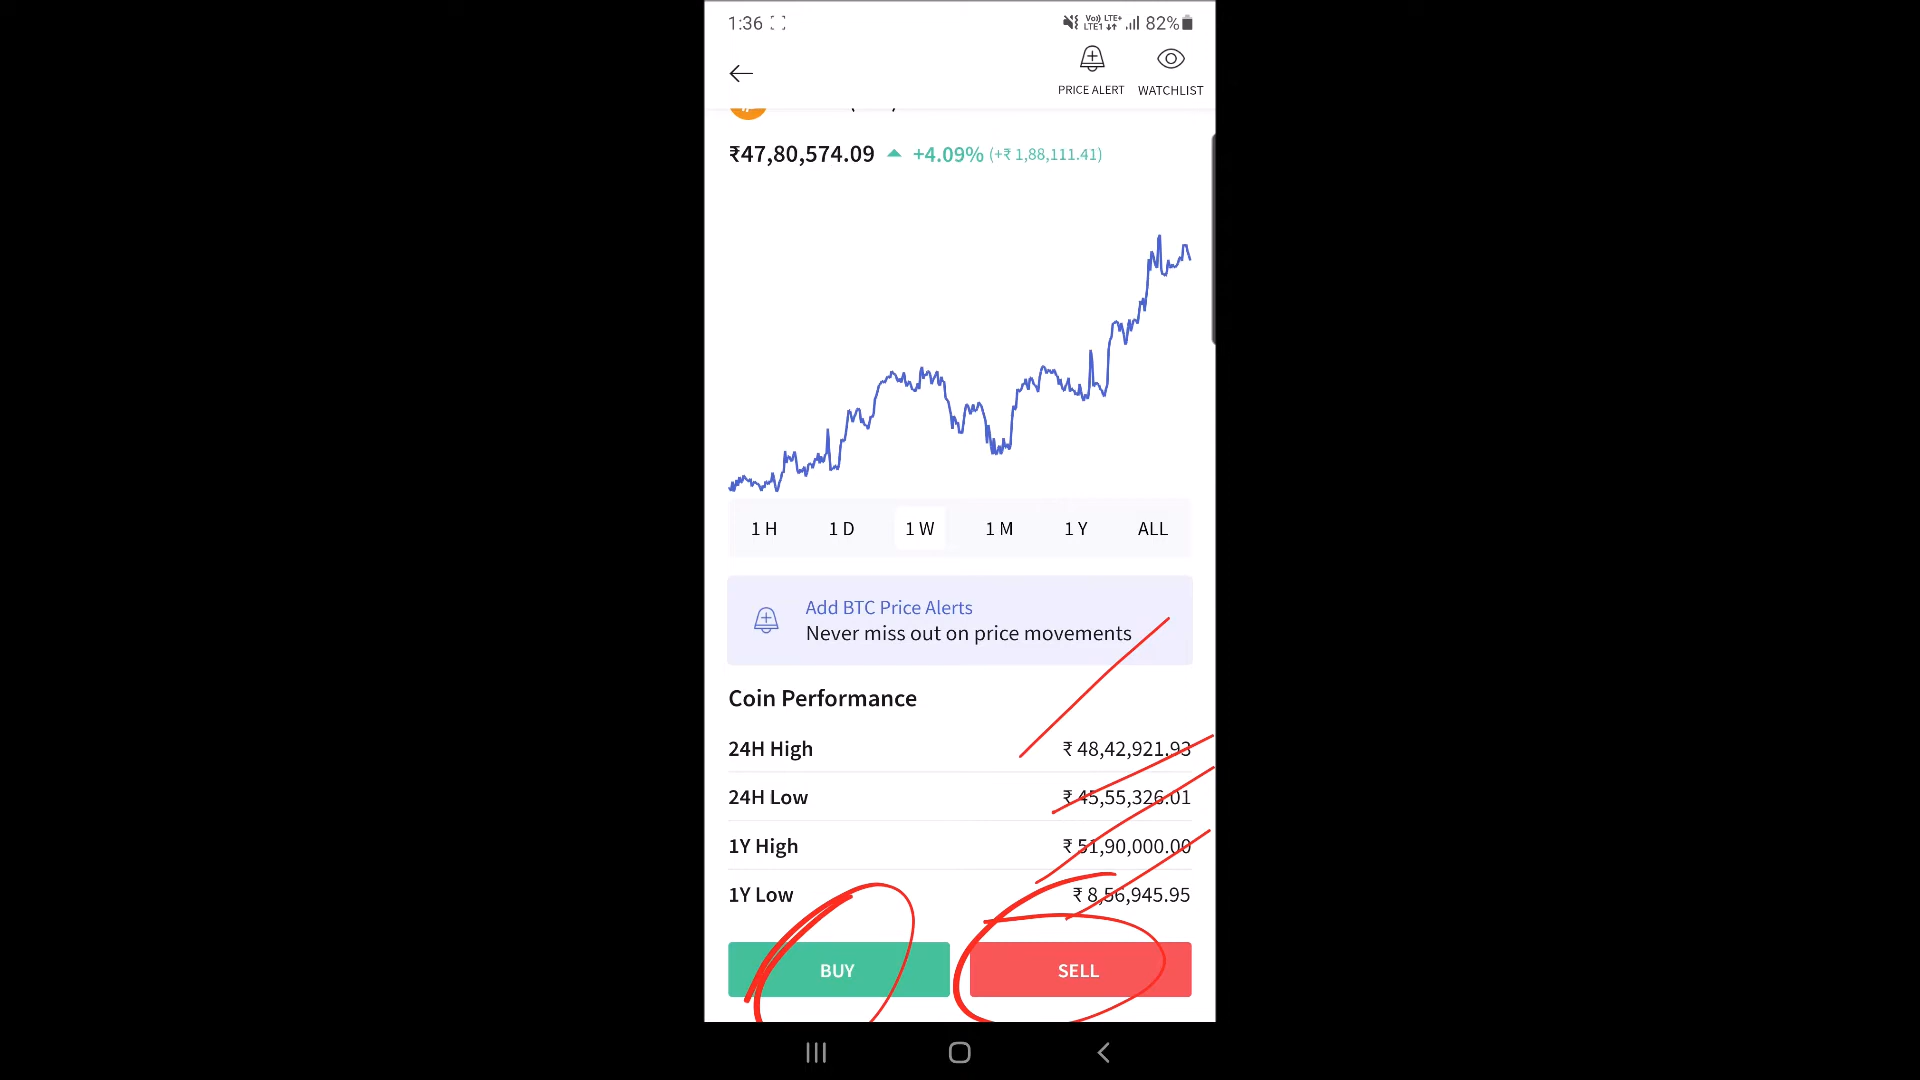 1:36 Vo) LTE+ LTE1 82%
PRICE ALERT WATCHLIST
₹47,80,574.09 +4.09% (+₹ 1,88,111.41)
1 H 1 D 1 W 1 M 1 Y ALL
Add BTC Price Alerts
Never miss out on price movements
Coin Performance
24H High ₹ 48,42,921.93
24H Low ₹ 45,55,326.01
1Y High ₹ 51,90,000.00
1Y Low ₹ 8,56,945.95
BUY SELL